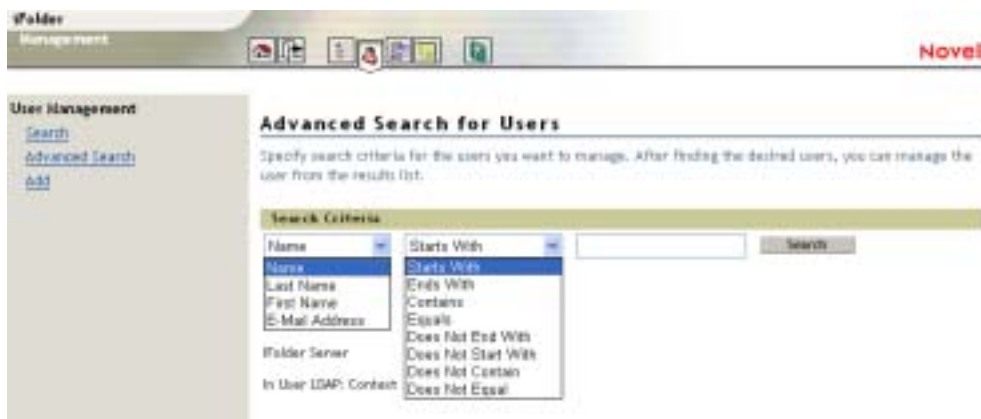 iFolder
Management
Novel
User Management
Search
Advanced Search
Add
Advanced Search for Users
Specify search criteria for the users you want to manage. After finding the desired users, you can manage the
user from the results list.
Search Criteria
Name
Starts With
Search
Name
Last Name
First Name
E-Mail Address
Starts With
Ends With
Contains
Equals
Does Not End With
Does Not Start With
Does Not Contain
Does Not Equal
iFolder Server
In User LDAP: Context